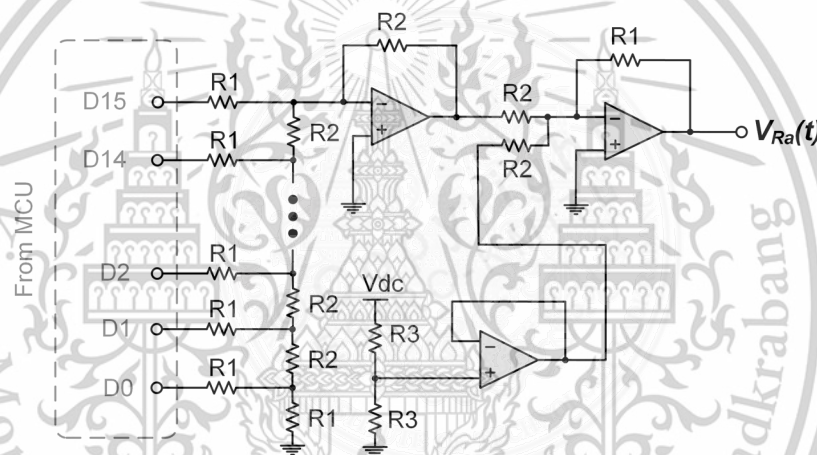 R2
R1
D15
R1
R2
R2
V_Ra(t)
D14
R1
R2
From MCU
D2
R1
Vdc
D1
R1
R2
R3
D0
R1
R2
R1
R3
- +
- +
- +
dkrabang